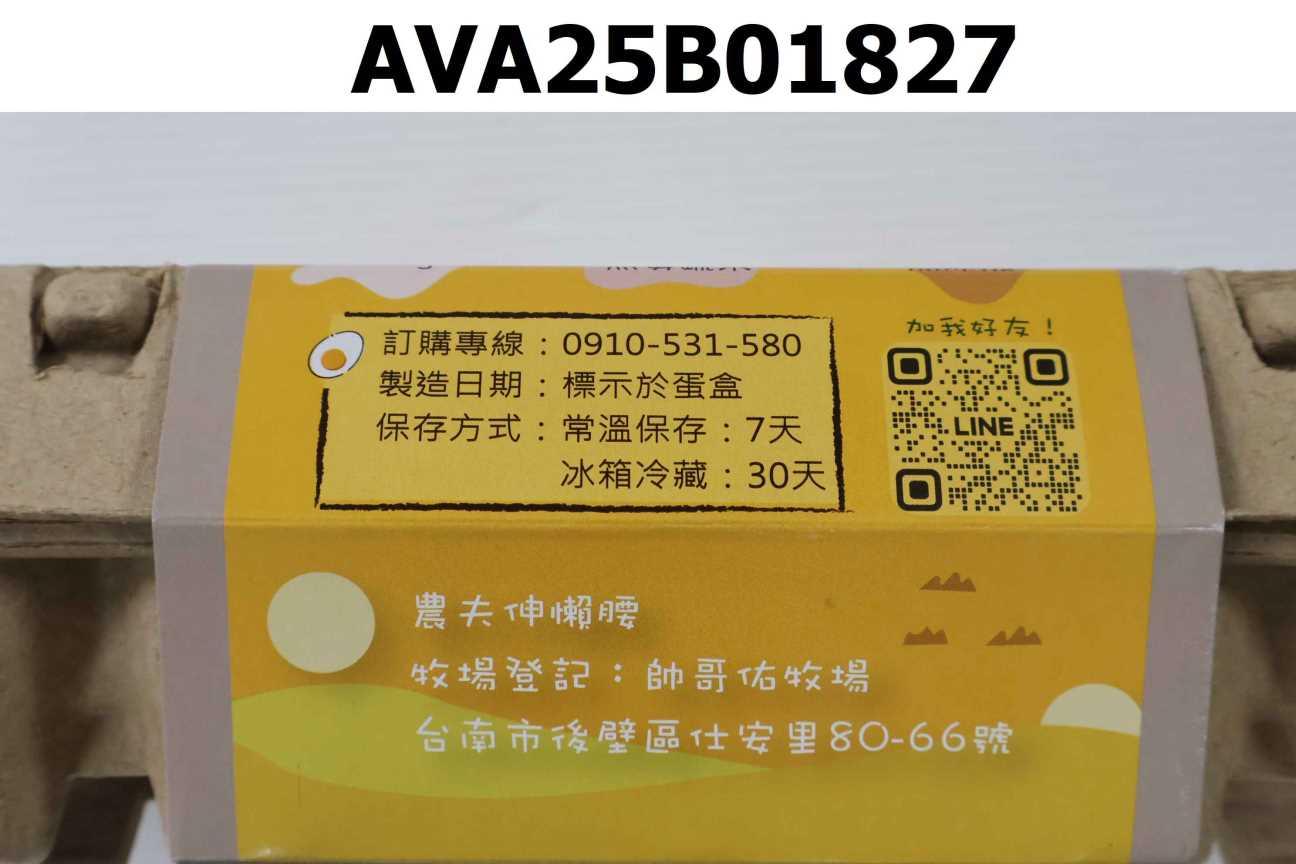 AVA25B01827
訂購專線：0910-531-580
製造日期：標示於蛋盒
保存方式：常溫保存：7天
冰箱冷藏：30天
加我好友！
LINE
農夫伸懶腰
牧場登記：帥哥佑牧場
台南市後壁區仕安里80-66號